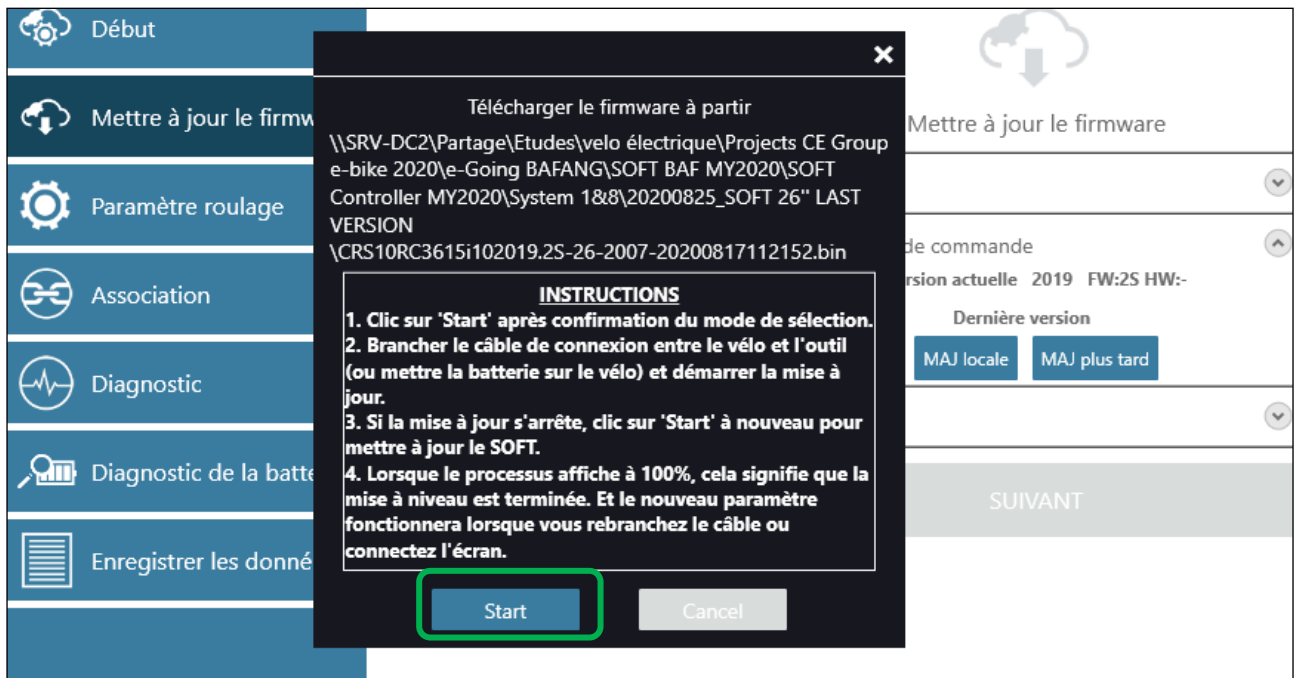 Début
Mettre à jour le firmw
Paramètre roulage
Association
Diagnostic
Diagnostic de la batte
Enregistrer les donné
Télécharger le firmware à partir
\\SRV-DC2\Partage\Etudes\velo électrique\Projects CE Group
e-bike 2020\e-Going BAFANG\SOFT BAF MY2020\SOFT
Controller MY2020\System 1&8\20200825_SOFT 26'' LAST
VERSION
\CRS10RC3615i102019.2S-26-2007-20200817112152.bin
INSTRUCTIONS
1. Clic sur 'Start' après confirmation du mode de sélection.
2. Brancher le câble de connexion entre le vélo et l'outil
(ou mettre la batterie sur le vélo) et démarrer la mise à
jour.
3. Si la mise à jour s'arrête, clic sur 'Start' à nouveau pour
mettre à jour le SOFT.
4. Lorsque le processus affiche à 100%, cela signifie que la
mise à niveau est terminée. Et le nouveau paramètre
fonctionnera lorsque vous rebranchez le câble ou
connectez l'écran.
Start
Cancel
Mettre à jour le firmware
de commande
rsion actuelle 2019 FW:2S HW:-
Dernière version
MAJ locale
MAJ plus tard
SUIVANT